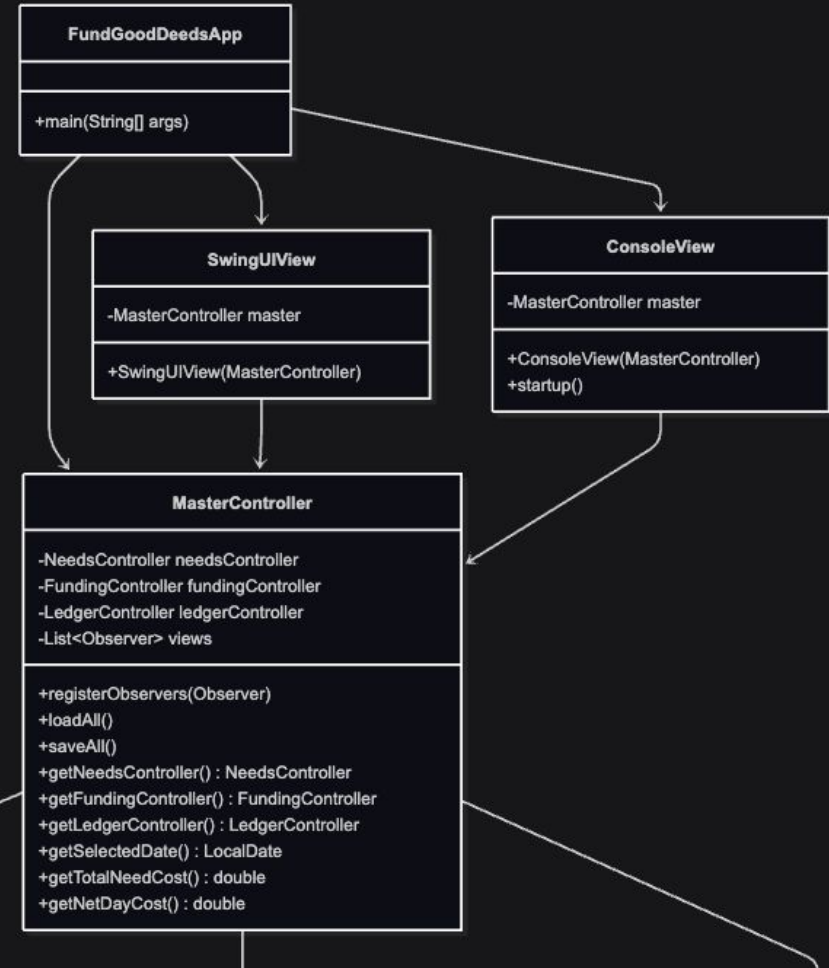 FundGoodDeedsApp
+main(String[] args)
SwingUIView
-MasterController master
+SwingUIView(MasterController)
ConsoleView
-MasterController master
+ConsoleView(MasterController)
+startup()
MasterController
-NeedsController needsController
-FundingController fundingController
-LedgerController ledgerController
-List<Observer> views
+registerObservers(Observer)
+loadAll()
+saveAll()
+getNeedsController() : NeedsController
+getFundingController() : FundingController
+getLedgerController() : LedgerController
+getSelectedDate() : LocalDate
+getTotalNeedCost() : double
+getNetDayCost() : double